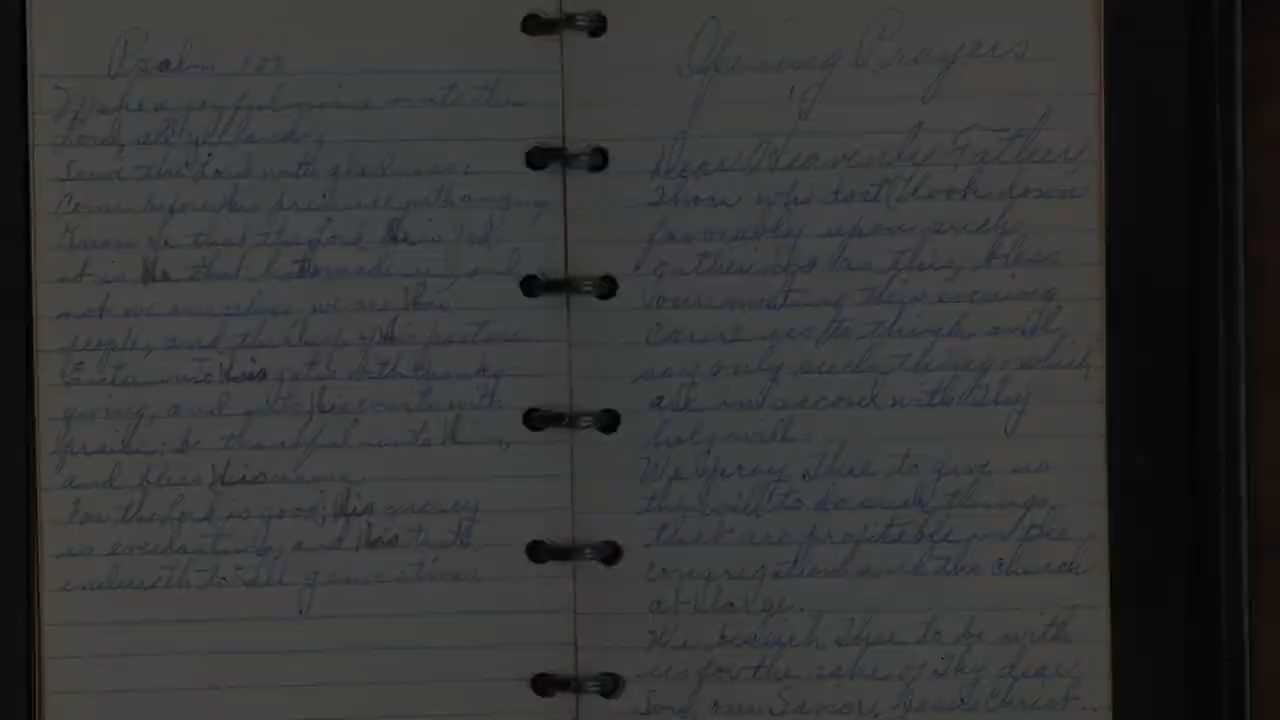 Psalm 100
Make a joyful noise unto the
Lord, all ye lands;
Serve the Lord with gladness:
Come before his presence with singing
Know ye that the Lord He is God
it is He that hath made us, and
not we ourselves, we are His
people, and the sheep of His pasture.
Enter into His gates with thanks
giving, and into His courts with
praise; be thankful unto Him,
and bless His name.
For the Lord is good; His mercy
is everlasting, and His truth
endureth to all generations
Opening Prayers
Dear Heavenly Father
Thou who dost look down
favorably upon such
gatherings as this, bless
our meeting this evening
Cause us to think and
say only such things which
are in accord with Thy
holy will.
We pray Thee to give us
the will to do such things
that are profitable in the
congregation and the church
at large.
We beseech Thee to be with
us for the sake of Thy dear
Son, our Savior, Jesus Christ.